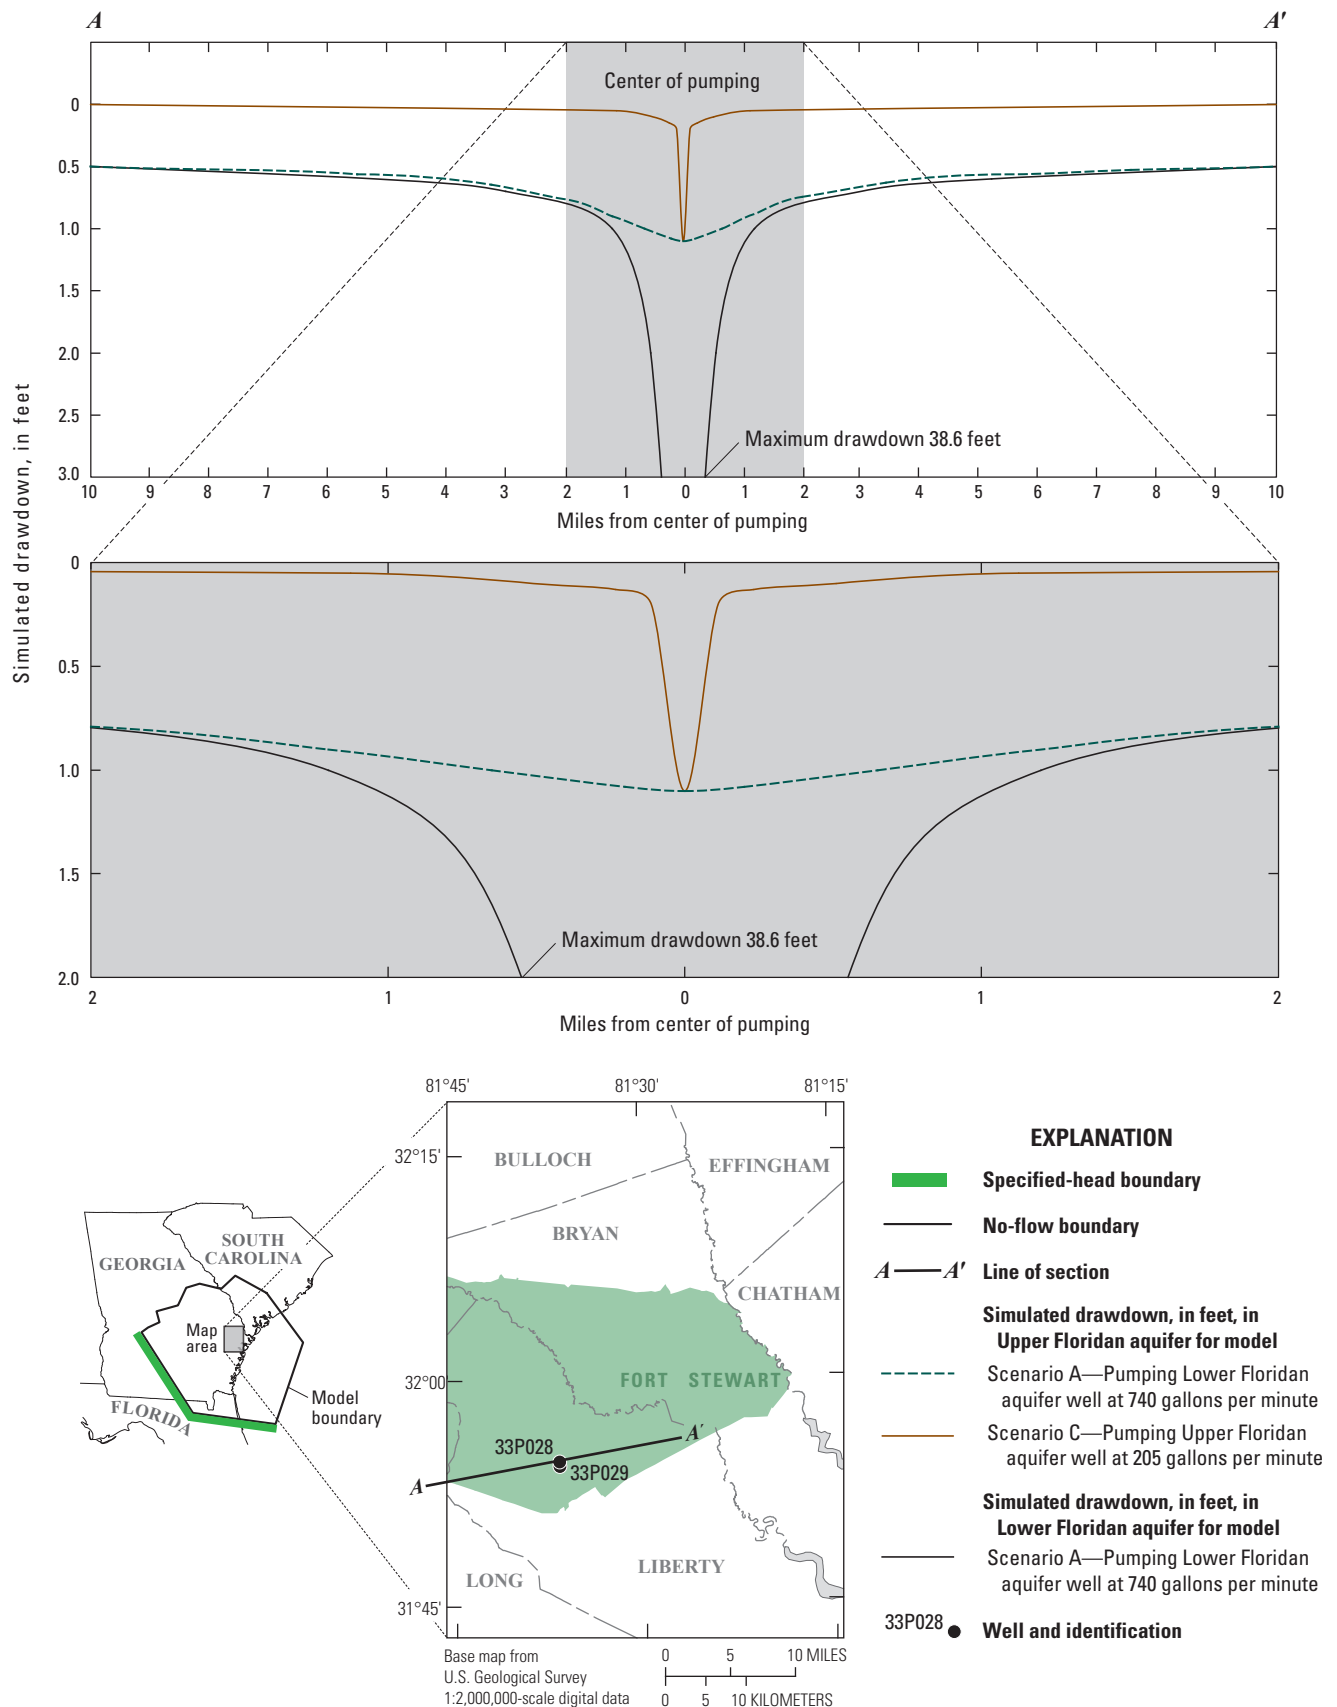 A A'
Center of pumping
0
0.5
1.0
1.5
2.0
2.5
3.0
Maximum drawdown 38.6 feet
10 9 8 7 6 5 4 3 2 1 0 1 2 3 4 5 6 7 8 9 10
Miles from center of pumping
Simulated drawdown, in feet
0
0.5
1.0
1.5
2.0
Maximum drawdown 38.6 feet
2 1 0 1 2
Miles from center of pumping
81°45' 81°30' 81°15'
32°15'
32°00'
31°45'
BULLOCH
EFFINGHAM
BRYAN
CHATHAM
FORT STEWART
A'
33P028
33P029
A
LIBERTY
LONG
SOUTH
CAROLINA
GEORGIA
Map
area
Model
boundary
FLORIDA
Base map from
U.S. Geological Survey
1:2,000,000-scale digital data
0 5 10 MILES
0 5 10 KILOMETERS
EXPLANATION
Specified-head boundary
No-flow boundary
A A' Line of section
Simulated drawdown, in feet, in
Upper Floridan aquifer for model
Scenario A—Pumping Lower Floridan
aquifer well at 740 gallons per minute
Scenario C—Pumping Upper Floridan
aquifer well at 205 gallons per minute
Simulated drawdown, in feet, in
Lower Floridan aquifer for model
Scenario A—Pumping Lower Floridan
aquifer well at 740 gallons per minute
33P028 Well and identification